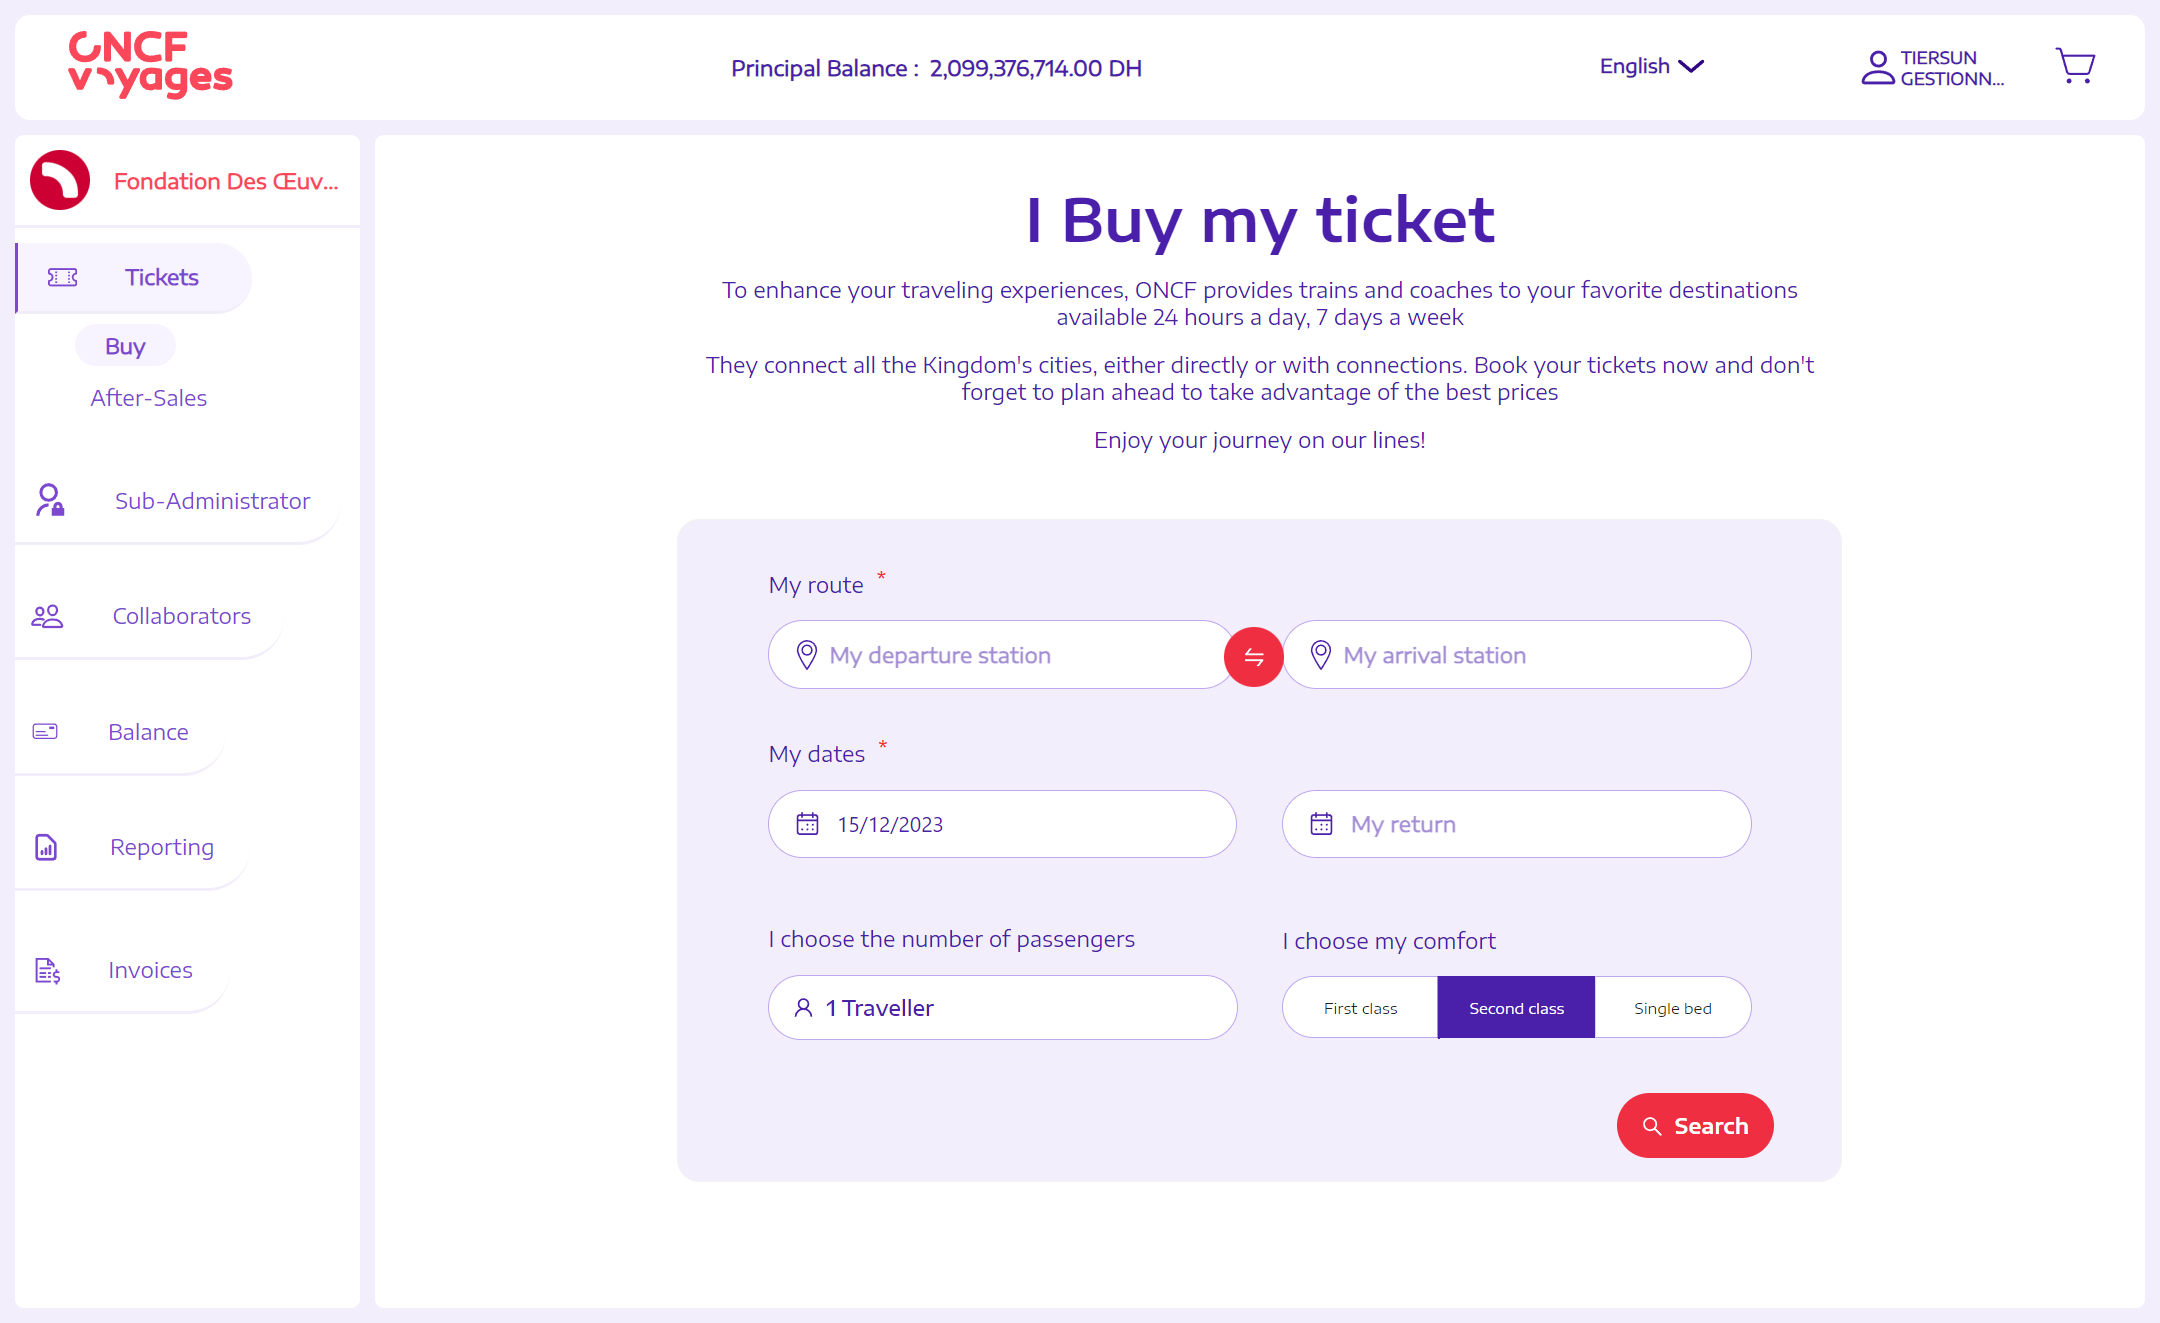 ONCF
voyages
Principal Balance : 2,099,376,714.00 DH
English
TIERSUN
GESTIONN...
Fondation Des Œuv...
Tickets
Buy
After-Sales
Sub-Administrator
Collaborators
Balance
Reporting
Invoices
I Buy my ticket
To enhance your traveling experiences, ONCF provides trains and coaches to your favorite destinations
available 24 hours a day, 7 days a week
They connect all the Kingdom's cities, either directly or with connections. Book your tickets now and don't
forget to plan ahead to take advantage of the best prices
Enjoy your journey on our lines!
My route *
My departure station
My arrival station
My dates *
15/12/2023
My return
I choose the number of passengers
1 Traveller
I choose my comfort
First class
Second class
Single bed
Search